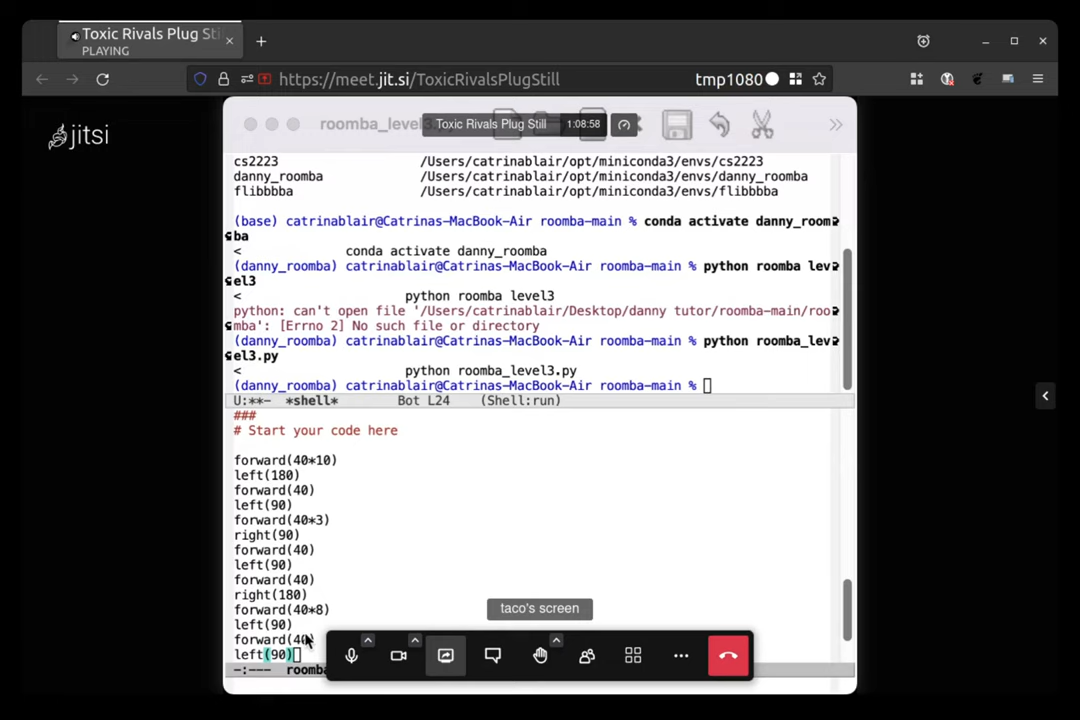 Toxic Rivals Plug Sti
PLAYING
https://meet.jit.si/ToxicRivalsPlugStill
tmp1080
jitsi
roomba_level3
Toxic Rivals Plug Still
1:08:58
cs2223 /Users/catrinablair/opt/miniconda3/envs/cs2223
danny_roomba /Users/catrinablair/opt/miniconda3/envs/danny_roomba
flibbbba /Users/catrinablair/opt/miniconda3/envs/flibbbba
(base) catrinablair@Catrinas-MacBook-Air roomba-main % conda activate danny_room
ba
< conda activate danny_roomba
(danny_roomba) catrinablair@Catrinas-MacBook-Air roomba-main % python roomba lev
el3
< python roomba level3
python: can't open file '/Users/catrinablair/Desktop/danny tutor/roomba-main/roo
mba': [Errno 2] No such file or directory
(danny_roomba) catrinablair@Catrinas-MacBook-Air roomba-main % python roomba_lev
el3.py
< python roomba_level3.py
(danny_roomba) catrinablair@Catrinas-MacBook-Air roomba-main %
U:**- *shell* Bot L24 (Shell:run)
###
# Start your code here
forward(40*10)
left(180)
forward(40)
left(90)
forward(40*3)
right(90)
forward(40)
left(90)
forward(40)
right(180)
forward(40*8)
left(90)
forward(40)
left(90)
-:--- roomba
taco's screen